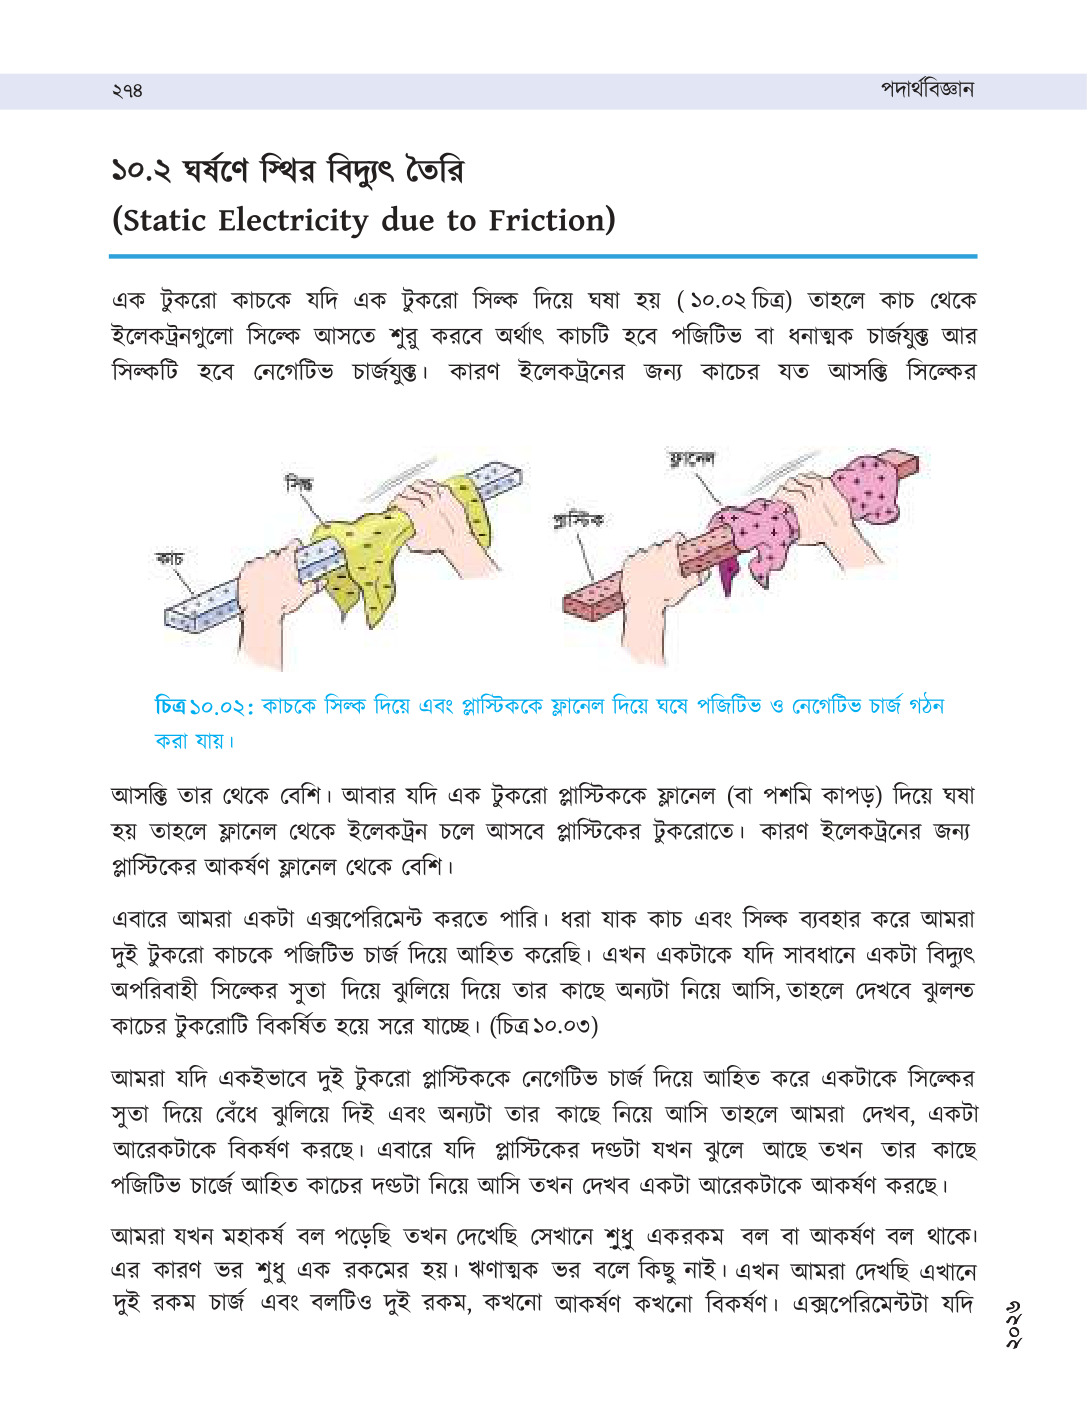 ২৭৪
পদার্থবিজ্ঞান
১০.২ ঘর্ষণে স্থির বিদ্যুৎ তৈরি
(Static Electricity due to Friction)
এক টুকরো কাচকে যদি এক টুকরো সিল্ক দিয়ে ঘষা হয় (১০.০২ চিত্র) তাহলে কাচ থেকে
ইলেকট্রনগুলো সিল্কে আসতে শুরু করবে অর্থাৎ কাচটি হবে পজিটিভ বা ধনাত্মক চার্জযুক্ত আর
সিল্কটি হবে নেগেটিভ চার্জযুক্ত। কারণ ইলেকট্রনের জন্য কাচের যত আসক্তি সিল্কের
সিল্ক
কাচ
ফ্লানেল
প্লাস্টিক
চিত্র ১০.০২: কাচকে সিল্ক দিয়ে এবং প্লাস্টিককে ফ্লানেল দিয়ে ঘষে পজিটিভ ও নেগেটিভ চার্জ গঠন
করা যায়।
আসক্তি তার থেকে বেশি। আবার যদি এক টুকরো প্লাস্টিককে ফ্লানেল (বা পশমি কাপড়) দিয়ে ঘষা
হয় তাহলে ফ্লানেল থেকে ইলেকট্রন চলে আসবে প্লাস্টিকের টুকরোতে। কারণ ইলেকট্রনের জন্য
প্লাস্টিকের আকর্ষণ ফ্লানেল থেকে বেশি।
এবারে আমরা একটা এক্সপেরিমেন্ট করতে পারি। ধরা যাক কাচ এবং সিল্ক ব্যবহার করে আমরা
দুই টুকরো কাচকে পজিটিভ চার্জ দিয়ে আহিত করেছি। এখন একটাকে যদি সাবধানে একটা বিদ্যুৎ
অপরিবাহী সিল্কের সুতা দিয়ে ঝুলিয়ে দিয়ে তার কাছে অন্যটা নিয়ে আসি, তাহলে দেখবে ঝুলন্ত
কাচের টুকরোটি বিকর্ষিত হয়ে সরে যাচ্ছে। (চিত্র ১০.০৩)
আমরা যদি একইভাবে দুই টুকরো প্লাস্টিককে নেগেটিভ চার্জ দিয়ে আহিত করে একটাকে সিল্কের
সুতা দিয়ে বেঁধে ঝুলিয়ে দিই এবং অন্যটা তার কাছে নিয়ে আসি তাহলে আমরা দেখব, একটা
আরেকটাকে বিকর্ষণ করছে। এবারে যদি প্লাস্টিকের দণ্ডটা যখন ঝুলে আছে তখন তার কাছে
পজিটিভ চার্জে আহিত কাচের দণ্ডটা নিয়ে আসি তখন দেখব একটা আরেকটাকে আকর্ষণ করছে।
আমরা যখন মহাকর্ষ বল পড়েছি তখন দেখেছি সেখানে শুধু একরকম বল বা আকর্ষণ বল থাকে।
এর কারণ ভর শুধু এক রকমের হয়। ঋণাত্মক ভর বলে কিছু নাই। এখন আমরা দেখছি এখানে
দুই রকম চার্জ এবং বলটিও দুই রকম, কখনো আকর্ষণ কখনো বিকর্ষণ। এক্সপেরিমেন্টটা যদি
২০২৬